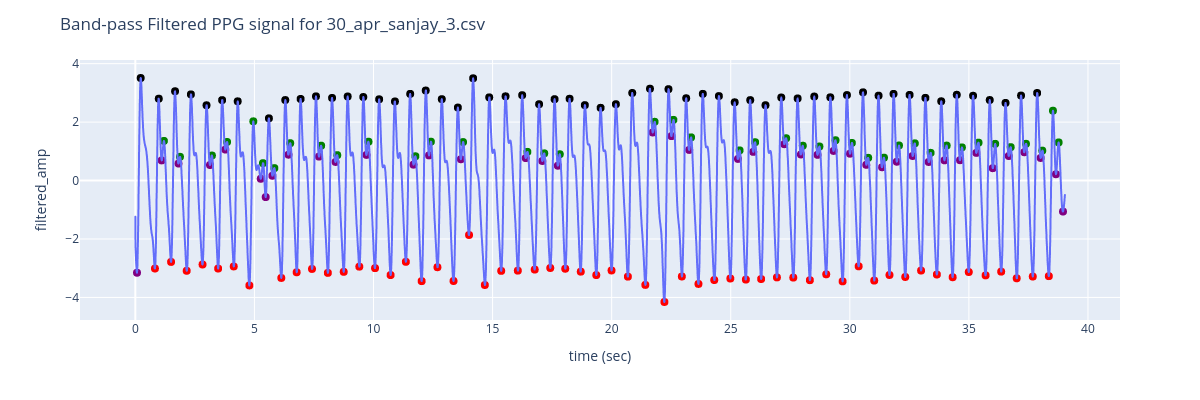 Band-pass Filtered PPG signal for 30_apr_sanjay_3.csv
4
2
0
−2
−4
filtered_amp
0 5 10 15 20 25 30 35 40
time (sec)